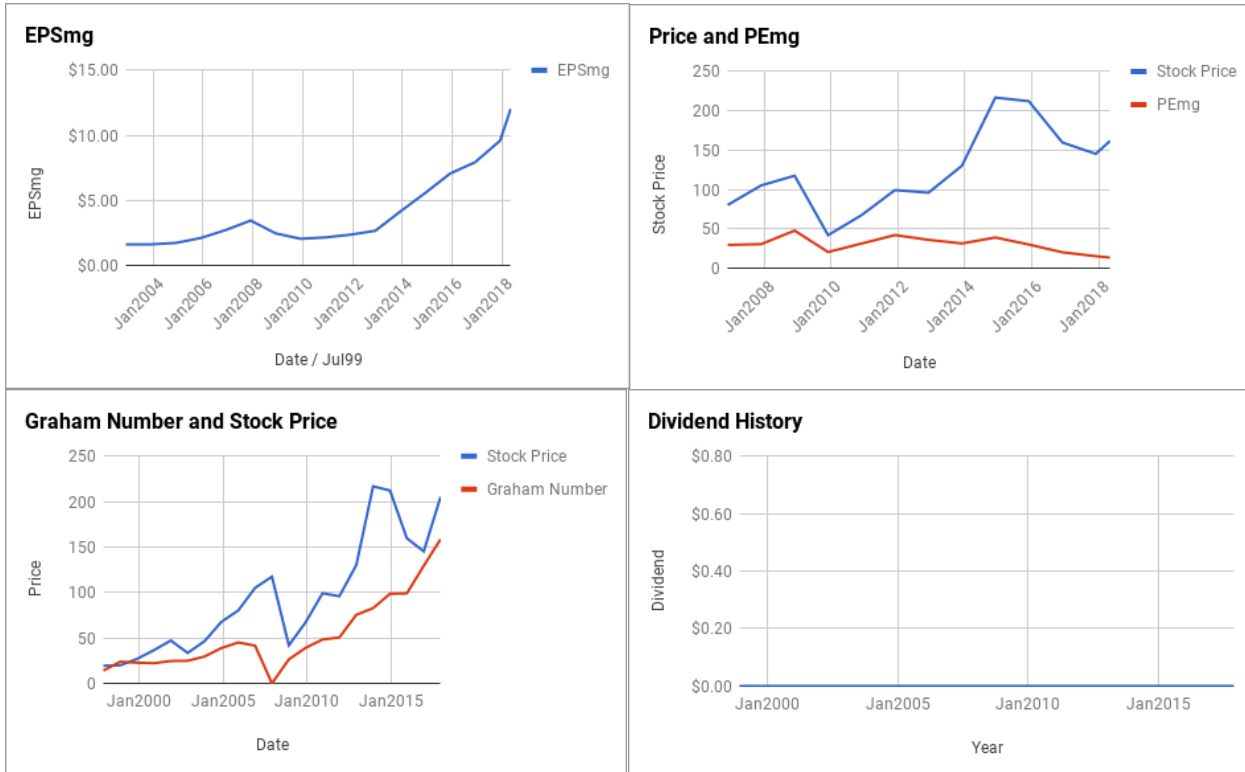 EPSmg
$15.00
$10.00
$5.00
$0.00
EPSmg
EPSmg
Jan2004
Jan2006
Jan2008
Jan2010
Jan2012
Jan2014
Jan2016
Jan2018
Date / Jul99
Price and PEmg
250
200
150
100
50
0
Stock Price
Stock Price
PEmg
Jan2008
Jan2010
Jan2012
Jan2014
Jan2016
Jan2018
Date
Graham Number and Stock Price
250
200
150
100
50
0
Price
Stock Price
Graham Number
Jan2000
Jan2005
Jan2010
Jan2015
Date
Dividend History
$0.80
$0.60
$0.40
$0.20
$0.00
Dividend
Jan2000
Jan2005
Jan2010
Jan2015
Year